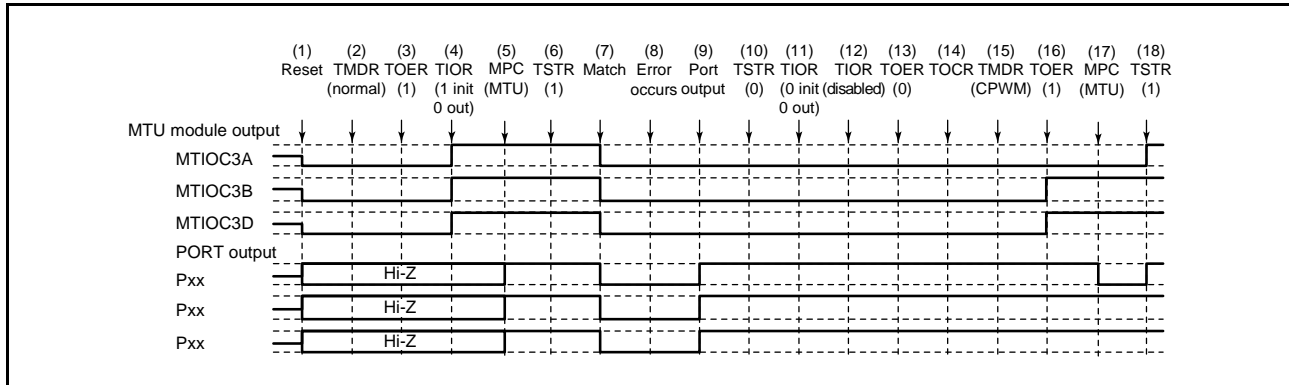 (1) (2) (3) (4) (5) (6) (7) (8) (9) (10) (11) (12) (13) (14) (15) (16) (17) (18)
Reset TMDR TOER TIOR MPC TSTR Match Error Port TSTR TIOR TIOR TOER TOCR TMDR TOER MPC TSTR
(normal) (1) (1 init (MTU) (1) occurs output (0) (0 init (disabled) (0) (CPWM) (1) (MTU) (1)
0 out) 0 out)
MTU module output
MTIOC3A
MTIOC3B
MTIOC3D
PORT output
Pxx Hi-Z
Pxx Hi-Z
Pxx Hi-Z